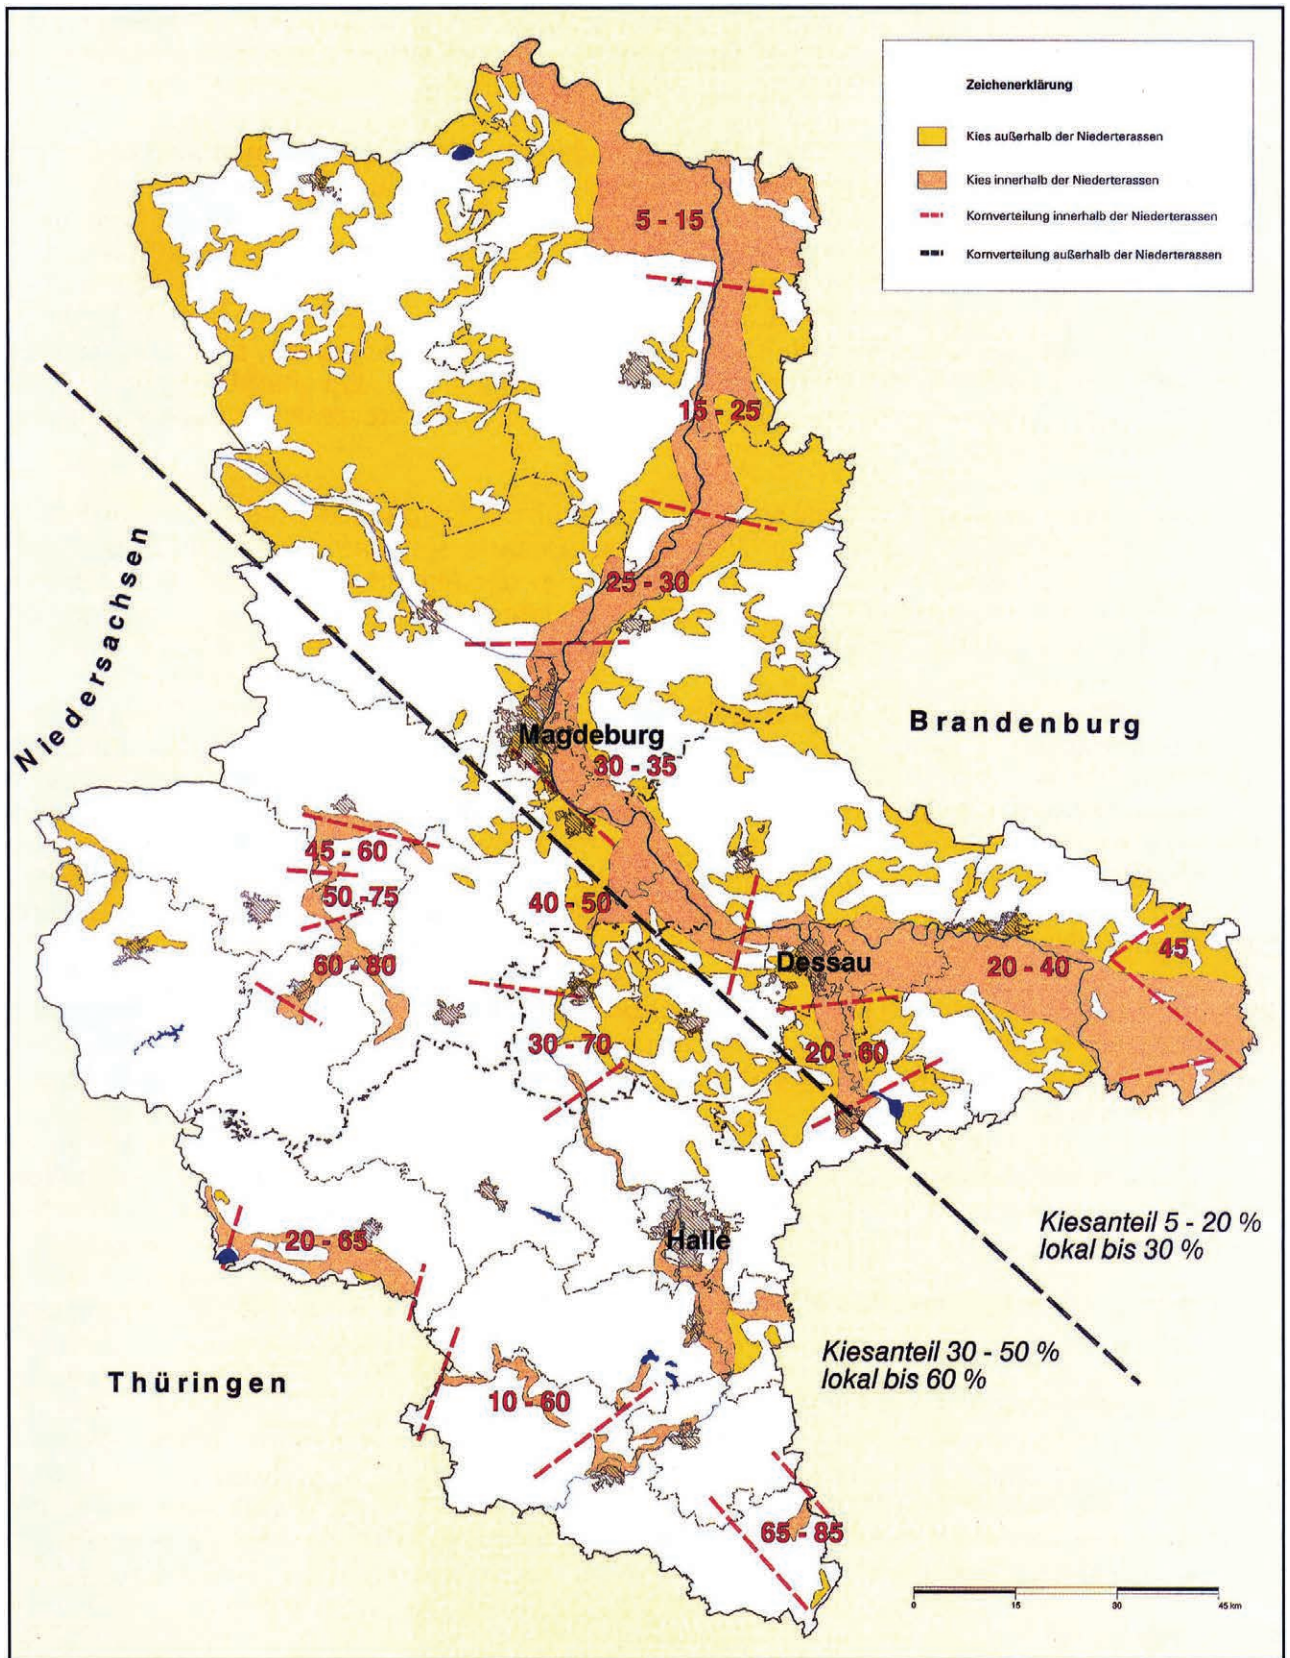 Zeichenerklärung
Kies außerhalb der Niederterassen
Kies innerhalb der Niederterassen
Kornverteilung innerhalb der Niederterassen
Kornverteilung außerhalb der Niederterassen
5 - 15
15 - 25
25 - 30
Niedersachsen
Brandenburg
Magdeburg
30 - 35
45 - 60
50 -75
40 - 50
60 - 80
Dessau
20 - 40
45
30 - 70
20 - 60
Kiesanteil 5 - 20 %
lokal bis 30 %
20 - 65
Halle
Kiesanteil 30 - 50 %
lokal bis 60 %
Thüringen
10 - 60
65 - 85
0 15 30 45 km